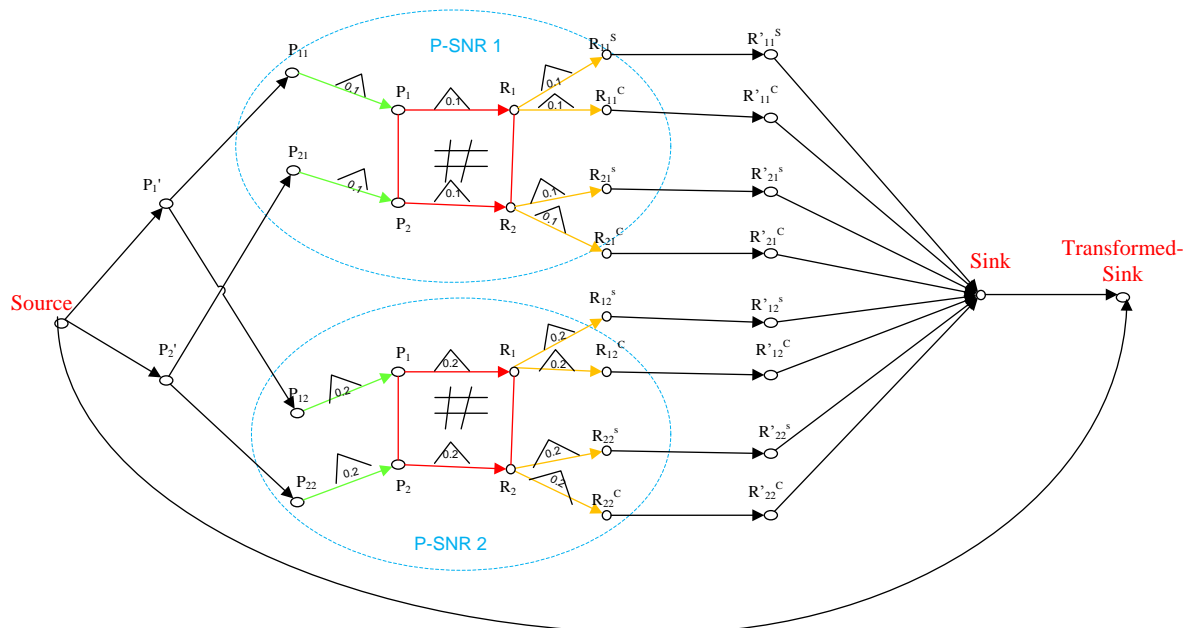 P-SNR 1
P₁₁
0.1
P₁
0.1
R₁
0.1
R₁₁ˢ
R'₁₁ˢ
0.1
R₁₁ᶜ
R'₁₁ᶜ
P₂₁
0.1
P₂
0.1
R₂
0.1
R₂₁ˢ
R'₂₁ˢ
0.1
R₂₁ᶜ
R'₂₁ᶜ
P₁'
Source
P₂'
Sink
Transformed-
Sink
P₁₂
0.2
P₁
0.2
R₁
0.2
R₁₂ˢ
R'₁₂ˢ
0.2
R₁₂ᶜ
R'₁₂ᶜ
P₂₂
0.2
P₂
0.2
R₂
0.2
R₂₂ˢ
R'₂₂ˢ
0.2
R₂₂ᶜ
R'₂₂ᶜ
P-SNR 2